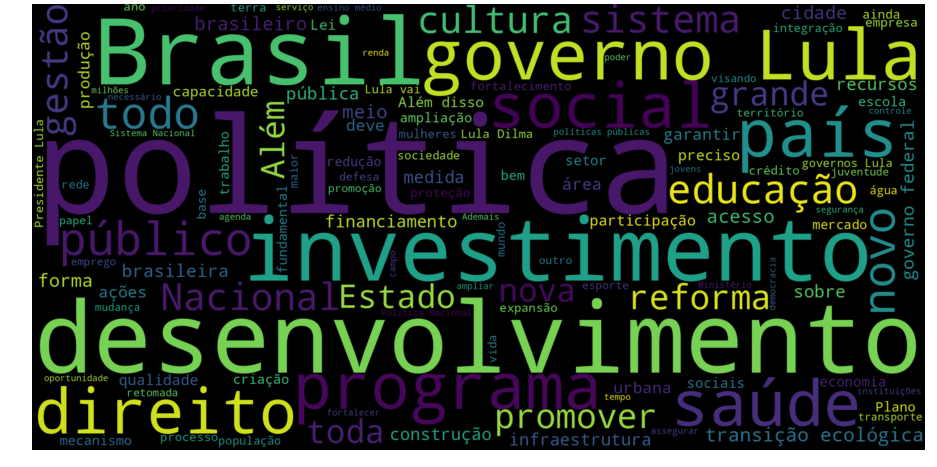 ano prioridade terra ensino médio cidade ainda
brasileiro Lei cultura sistema integração empresa
Brasil governo Lula
gestão
produção
milhões capacidade pública Lula vai fortalecimento poder visando recursos
necessário renda
todo Além meio Além disso social grande território escola
Sistema Nacional deve ampliação mulheres Lula Dilma políticas públicas garantir controle
política país
Presidente Lula
trabalho maior redução sociedade setor preciso governos Lula federal
rede defesa medida bem área crédito juventude
promoção proteção jovens educação água
papel base agenda financiamento Ademais participação acesso segurança mercado
público fundamental investimento novo governo
emprego brasileira campo mundo outro
forma Nacional Estado nova esporte reforma Ministério sobre
ações ampliar expansão democracia
mudança Política Nacional
desenvolvimento
vida
oportunidade qualidade criação programa urbana sociais saúde economia
retomada instituições
direito fortalecer promover tempo Plano
toda construção transporte
mecanismo processo população infraestrutura assegurar transição ecológica
serviço